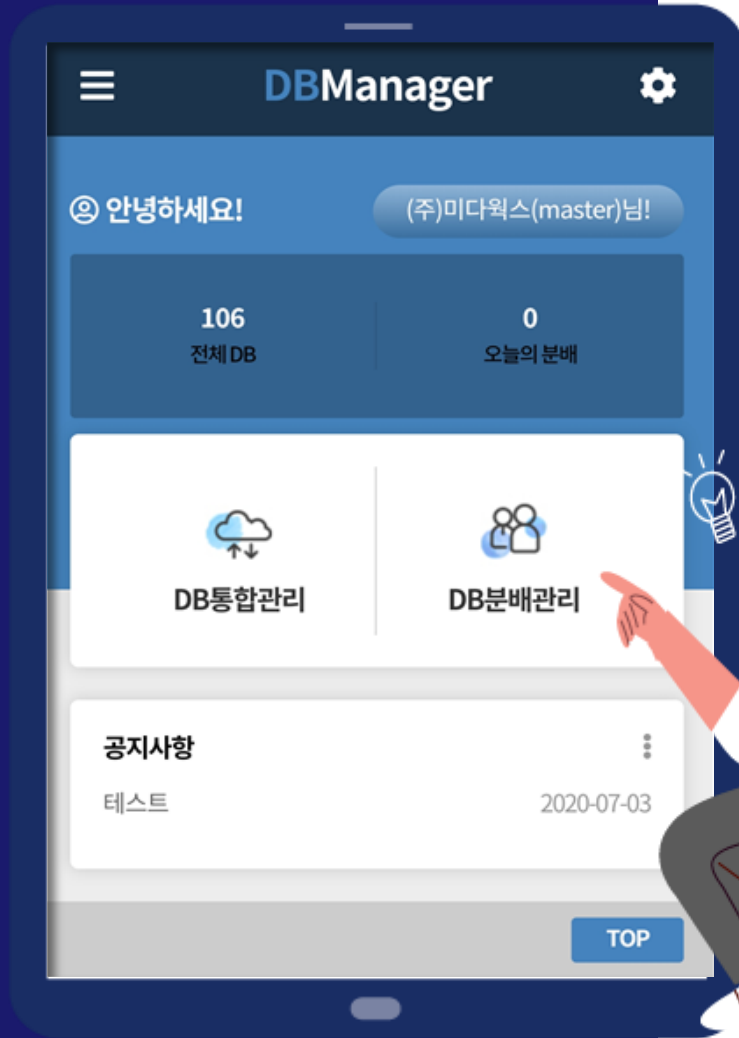 DBManager
안녕하세요!
(주)미다웍스(master)님!
106
전체 DB
0
오늘의 분배
DB통합관리
DB분배관리
공지사항
테스트
2020-07-03
TOP